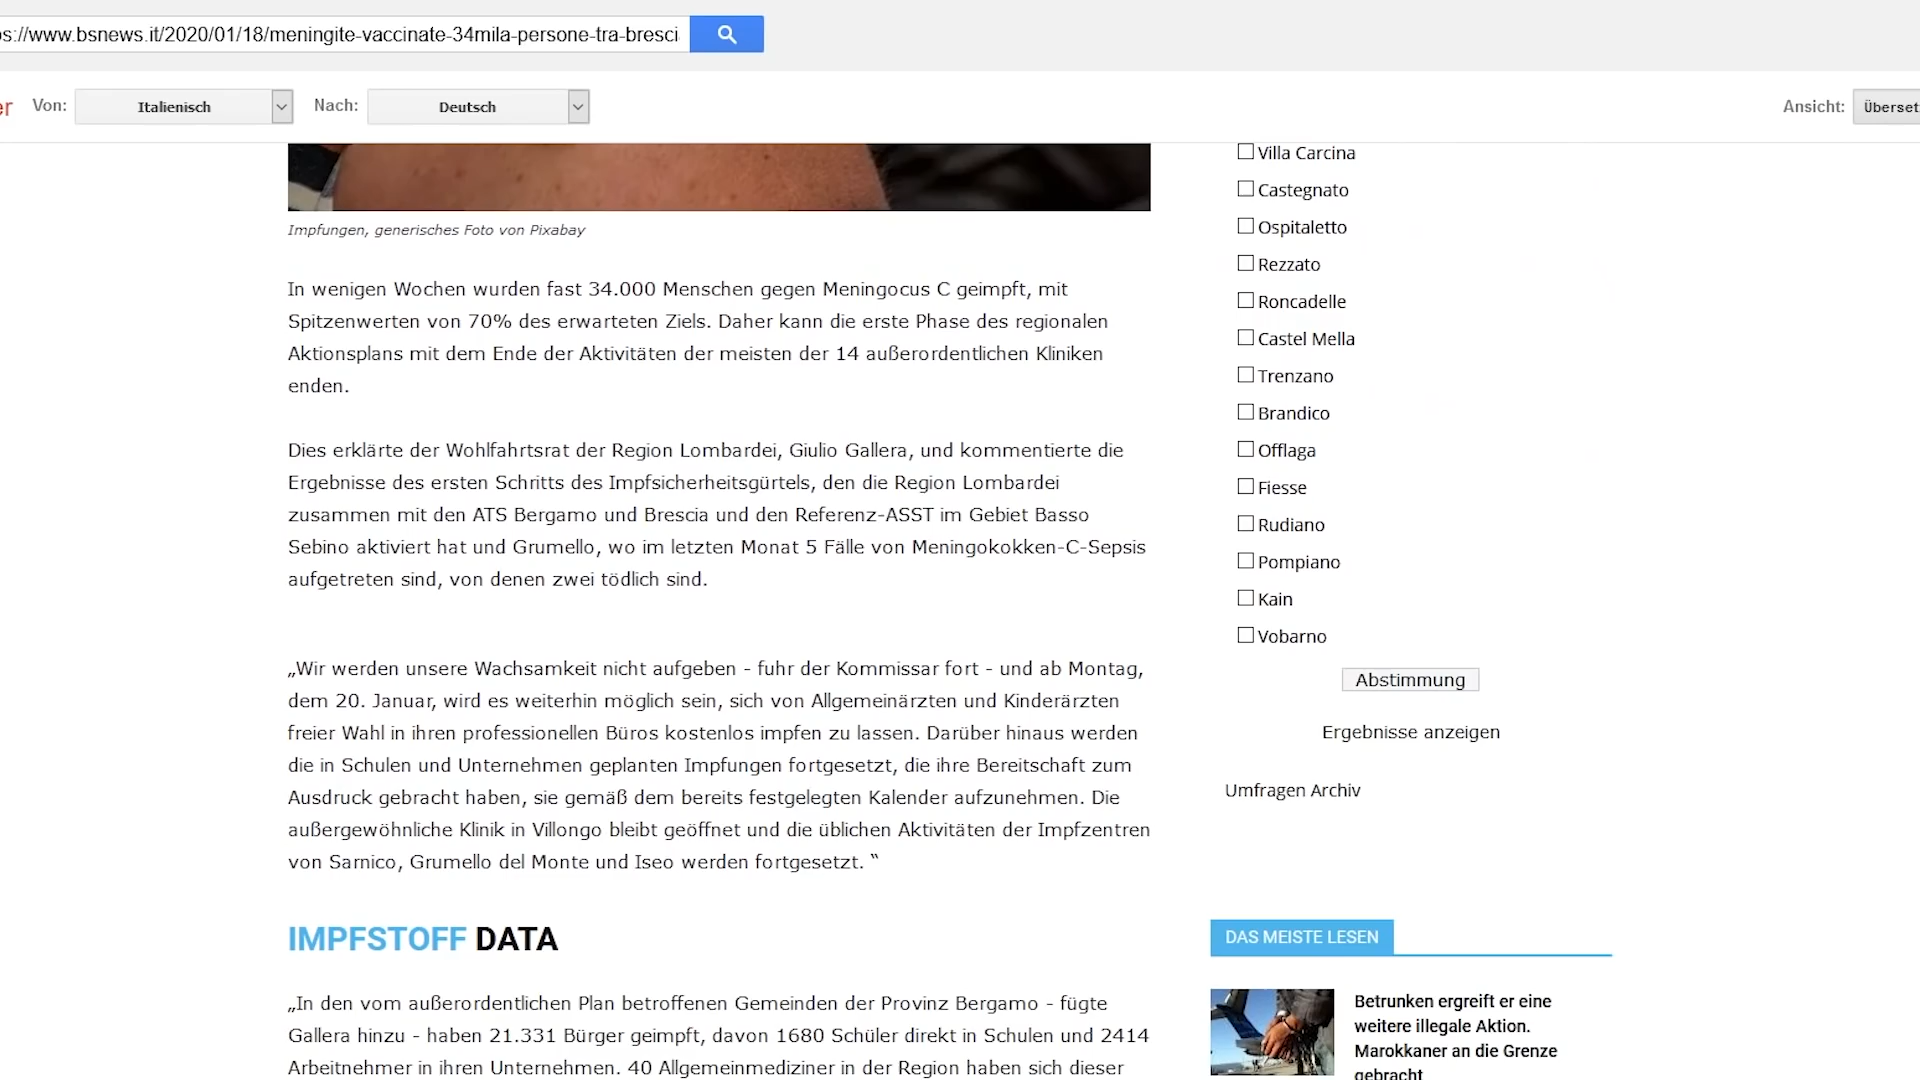 s://www.bsnews.it/2020/01/18/meningite-vaccinate-34mila-persone-tra-bresci
er
Von:
Italienisch
Nach:
Deutsch
Ansicht:
Überset
Impfungen, generisches Foto von Pixabay
In wenigen Wochen wurden fast 34.000 Menschen gegen Meningocus C geimpft, mit
Spitzenwerten von 70% des erwarteten Ziels. Daher kann die erste Phase des regionalen
Aktionsplans mit dem Ende der Aktivitäten der meisten der 14 außerordentlichen Kliniken
enden.
Dies erklärte der Wohlfahrtsrat der Region Lombardei, Giulio Gallera, und kommentierte die
Ergebnisse des ersten Schritts des Impfsicherheitsgürtels, den die Region Lombardei
zusammen mit den ATS Bergamo und Brescia und den Referenz-ASST im Gebiet Basso
Sebino aktiviert hat und Grumello, wo im letzten Monat 5 Fälle von Meningokokken-C-Sepsis
aufgetreten sind, von denen zwei tödlich sind.
„Wir werden unsere Wachsamkeit nicht aufgeben - fuhr der Kommissar fort - und ab Montag,
dem 20. Januar, wird es weiterhin möglich sein, sich von Allgemeinärzten und Kinderärzten
freier Wahl in ihren professionellen Büros kostenlos impfen zu lassen. Darüber hinaus werden
die in Schulen und Unternehmen geplanten Impfungen fortgesetzt, die ihre Bereitschaft zum
Ausdruck gebracht haben, sie gemäß dem bereits festgelegten Kalender aufzunehmen. Die
außergewöhnliche Klinik in Villongo bleibt geöffnet und die üblichen Aktivitäten der Impfzentren
von Sarnico, Grumello del Monte und Iseo werden fortgesetzt. “
IMPFSTOFF DATA
„In den vom außerordentlichen Plan betroffenen Gemeinden der Provinz Bergamo - fügte
Gallera hinzu - haben 21.331 Bürger geimpft, davon 1680 Schüler direkt in Schulen und 2414
Arbeitnehmer in ihren Unternehmen. 40 Allgemeinmediziner in der Region haben sich dieser
Villa Carcina
Castegnato
Ospitaletto
Rezzato
Roncadelle
Castel Mella
Trenzano
Brandico
Offlaga
Fiesse
Rudiano
Pompiano
Kain
Vobarno
Abstimmung
Ergebnisse anzeigen
Umfragen Archiv
DAS MEISTE LESEN
Betrunken ergreift er eine
weitere illegale Aktion.
Marokkaner an die Grenze
gebracht